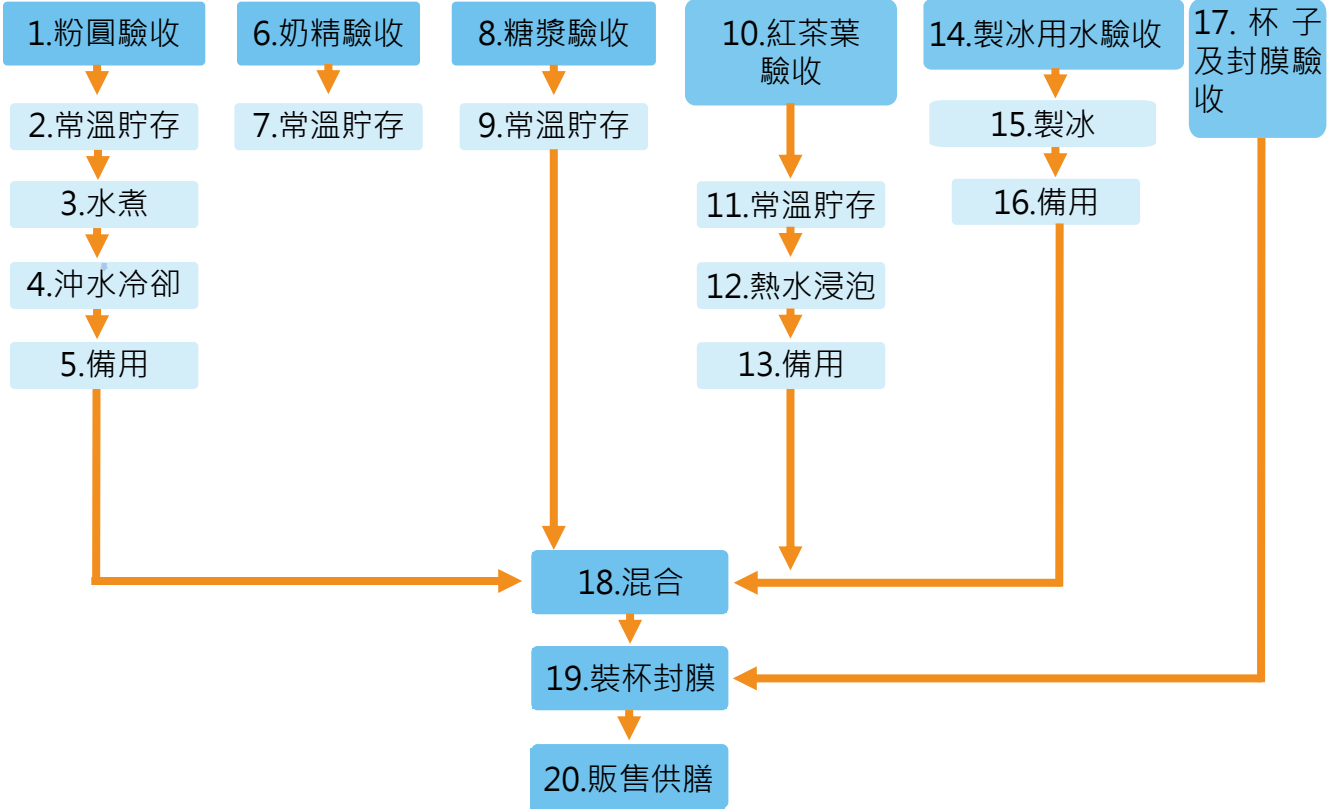 1.粉圓驗收
2.常溫貯存
3.水煮
4.沖水冷卻
5.備用
6.奶精驗收
7.常溫貯存
8.糖漿驗收
9.常溫貯存
10.紅茶葉
驗收
11.常溫貯存
12.熱水浸泡
13.備用
14.製冰用水驗收
15.製冰
16.備用
17. 杯 子
及封膜驗
收
18.混合
19.裝杯封膜
20.販售供膳